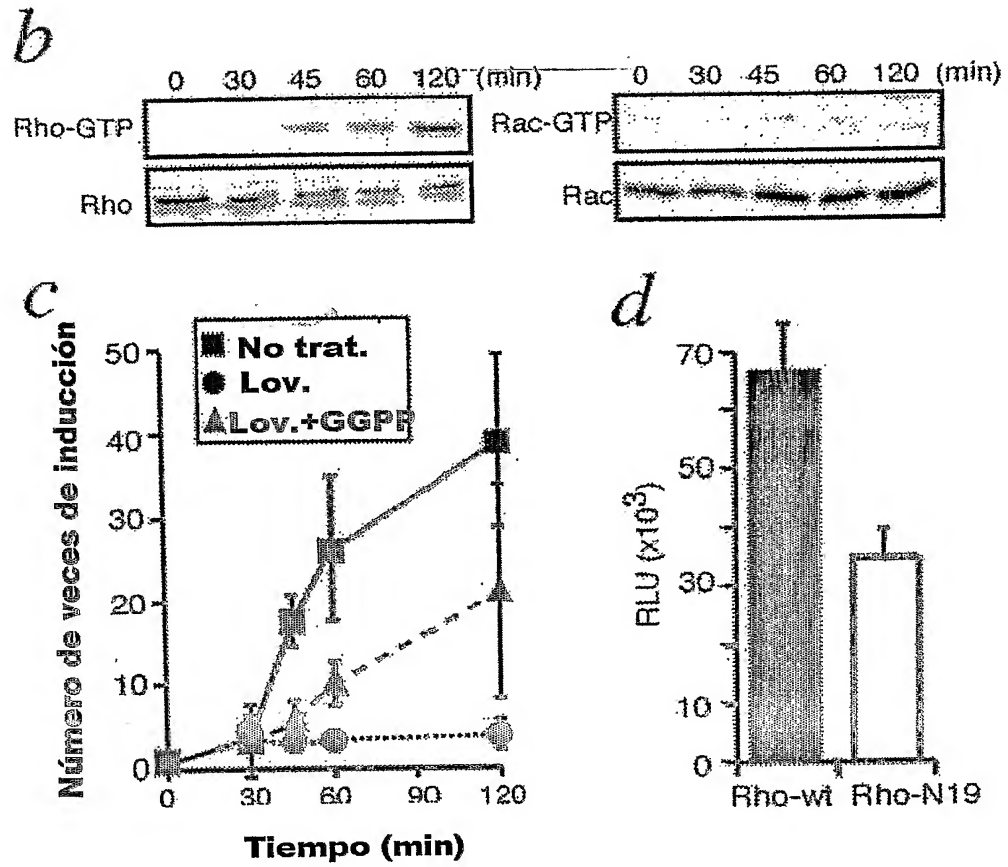 b
0 30 45 60 120 (min)
Rho-GTP
Rho
0 30 45 60 120 (min)
Rac-GTP
Rac
c
No trat.
Lov.
Lov.+GGPP
Número de veces de inducción
50
40
30
20
10
0
0 30 60 90 120
Tiempo (min)
d
RLU (x10³)
70
50
30
10
0
Rho-wt Rho-N19